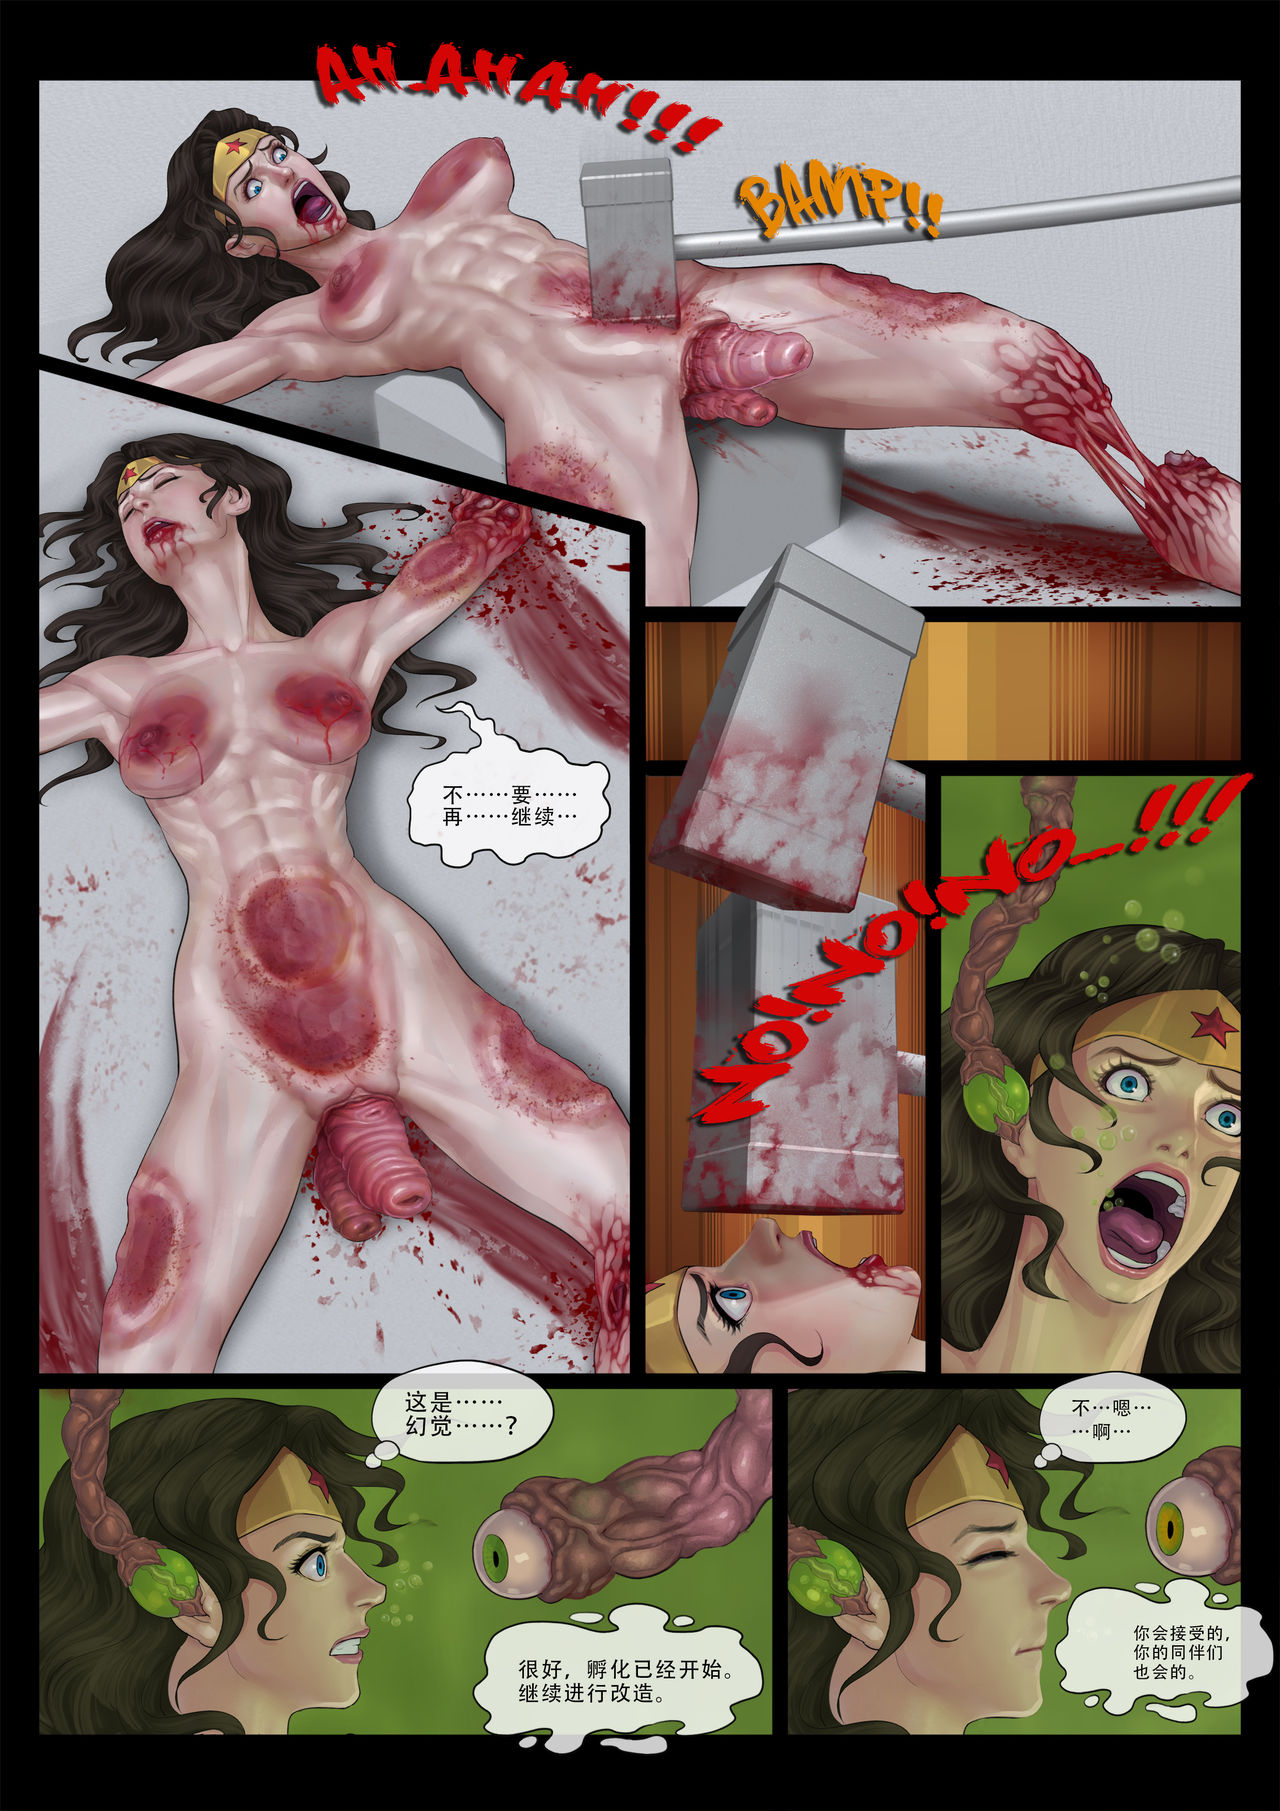 AH AH AH!!!
BAMP!!
不……要……
再……继续…
NO!NO!NO—!!!
这是……
幻觉……？
很好，孵化已经开始。
继续进行改造。
不…嗯…
…啊…
你会接受的，
你的同伴们
也会的。